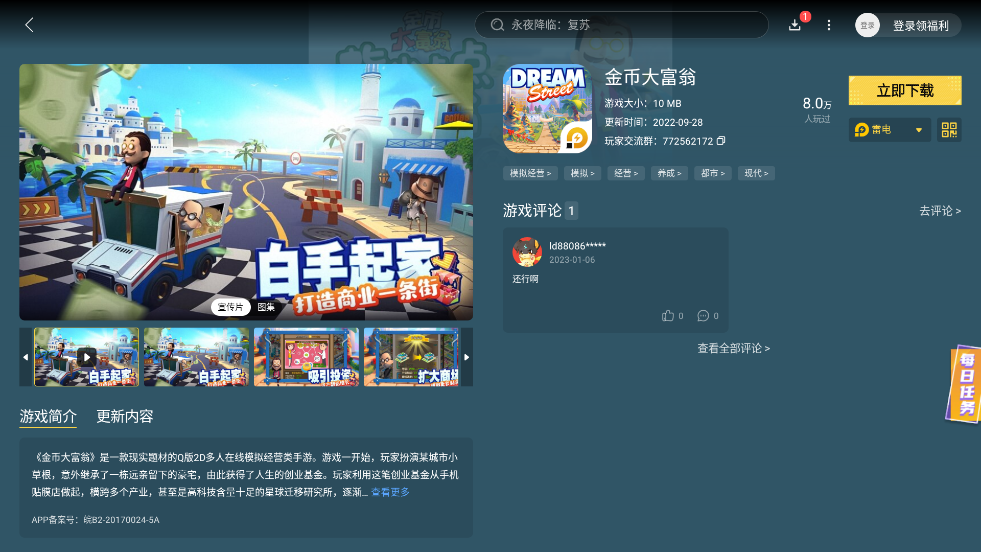 永夜降临：复苏
1
登录
登录领福利
金币大富翁
DREAM
Street
金币大富翁
游戏大小：10 MB
更新时间：2022-09-28
玩家交流群：772562172
8.0万
人玩过
立即下载
雷电
模拟经营 >
模拟 >
经营 >
养成 >
都市 >
现代 >
白手起家
打造商业一条街
宣传片
图集
白手起家
白手起家
吸引投资
扩大商场
游戏评论 1
去评论 >
ld88086*****
2023-01-06
还行啊
0
0
查看全部评论 >
每日任务
游戏简介
更新内容
《金币大富翁》是一款现实题材的Q版2D多人在线模拟经营类手游。游戏一开始，玩家扮演某城市小
草根，意外继承了一栋远亲留下的豪宅，由此获得了人生的创业基金。玩家利用这笔创业基金从手机
贴膜店做起，横跨多个产业，甚至是高科技含量十足的星球迁移研究所，逐渐... 查看更多
APP备案号：皖B2-20170024-5A